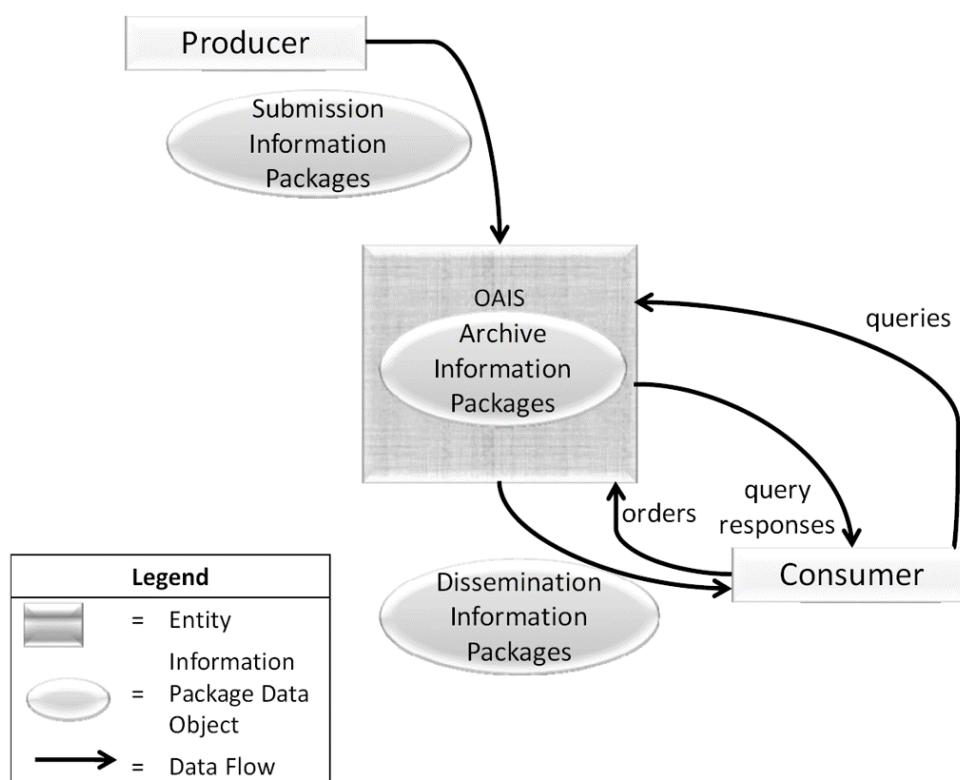 Producer
Submission
Information
Packages
OAIS
Archive
Information
Packages
queries
query
responses
orders
Consumer
Dissemination
Information
Packages
Legend
= Entity
Information
= Package Data
Object
= Data Flow